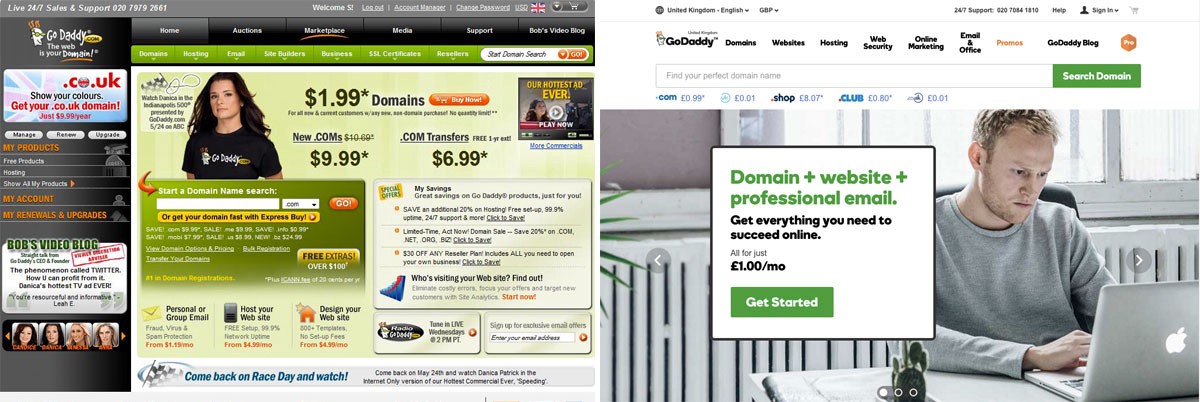 Live 24/7 Sales & Support 020 7979 2661
Welcome S! Log out | Account Manager | Change Password USD
Go Daddy.COM
The web
is your Domain!
Home Auctions Marketplace Media Support Bob's Video Blog
Domains Hosting Email Site Builders Business SSL Certificates Resellers Start Domain Search GO!
.co.uk
Show your colours.
Get your .co.uk domain!
Just $9.99/year
Manage Renew Upgrade
MY PRODUCTS
Free Products
Hosting
Show All My Products
MY ACCOUNT
MY RENEWALS & UPGRADES
BOB'S VIDEO BLOG
Straight talk from
Go Daddy's CEO & Founder
VIEWER DISCRETION ADVISED
The phenomenon called TWITTER.
How U can profit from it.
Danica's hottest TV ad EVER!
"You're resourceful and informative." -
Leah E.
CANDICE DANICA VANESSA ANNA
Watch Danica in the
Indianapolis 500®
presented by
GoDaddy.com
5/24 on ABC
Go Daddy.COM
$1.99* Domains Buy Now!
For all new and current customers w/any new, non-domain purchase! No quantity limit!**
New .COMs $10.69*
$9.99*
.COM Transfers FREE 1-yr ext!
$6.99*
OUR HOTTEST AD
EVER.
PLAY NOW
More Commercials
Start a Domain Name search:
.com GO!
Or get your domain fast with Express Buy!
SAVE! .com $9.99*, SALE! .me $9.99, SAVE! .info $0.99*
SAVE! .mobi $7.99*, SALE! .us $8.99, NEW! .bz $24.99
View Domain Options & Pricing Bulk Registration
Transfer Your Domains
FREE EXTRAS!
OVER $100†
#1 in Domain Registrations.
*Plus ICANN fee of 20 cents per yr
SPECIAL OFFERS
My Savings
Great savings on Go Daddy® products, just for you!
SAVE an additional 20% on Hosting! Free set-up, 99.9%
uptime, 24/7 support & more! Click to Save!
Limited-Time, Act Now! Domain Sale -- Save 20%* on .COM,
.NET, .ORG, .BIZ! Click to Save!
$30 OFF ANY Reseller Plan! Includes ALL you need to
open your own business! Click to Save!
Who's visiting your Web site? Find out!
Eliminate costly errors, focus your offers and target new
customers with Site Analytics. Start now!
Personal or
Group Email
Fraud, Virus &
Spam Protection
From $1.19/mo
Host your
Web site
FREE Setup, 99.9%
Network Uptime
From $4.99/mo
Design your
Web site
800+ Templates,
No Set-up Fees
From $4.99/mo
Radio
GoDaddy
Tune in LIVE
Wednesdays
@ 2 PM PT.
Sign up for exclusive email offers
Enter your email address
Come back on Race Day and watch!
Come back on May 24th and watch Danica Patrick in the
Internet Only version of our Hottest Commercial Ever, 'Speeding'.
United Kingdom - English GBP 24/7 Support: 020 7084 1810 Help Sign In
United Kingdom
GoDaddy™ Domains Websites Hosting Web Security Online Marketing Email & Office Promos GoDaddy Blog Pro
Find your perfect domain name Search Domain
.com £0.99* £0.01 .shop £8.07* .CLUB £0.80* £0.01
Domain + website +
professional email.
Get everything you need to
succeed online.
All for just
£1.00/mo
Get Started